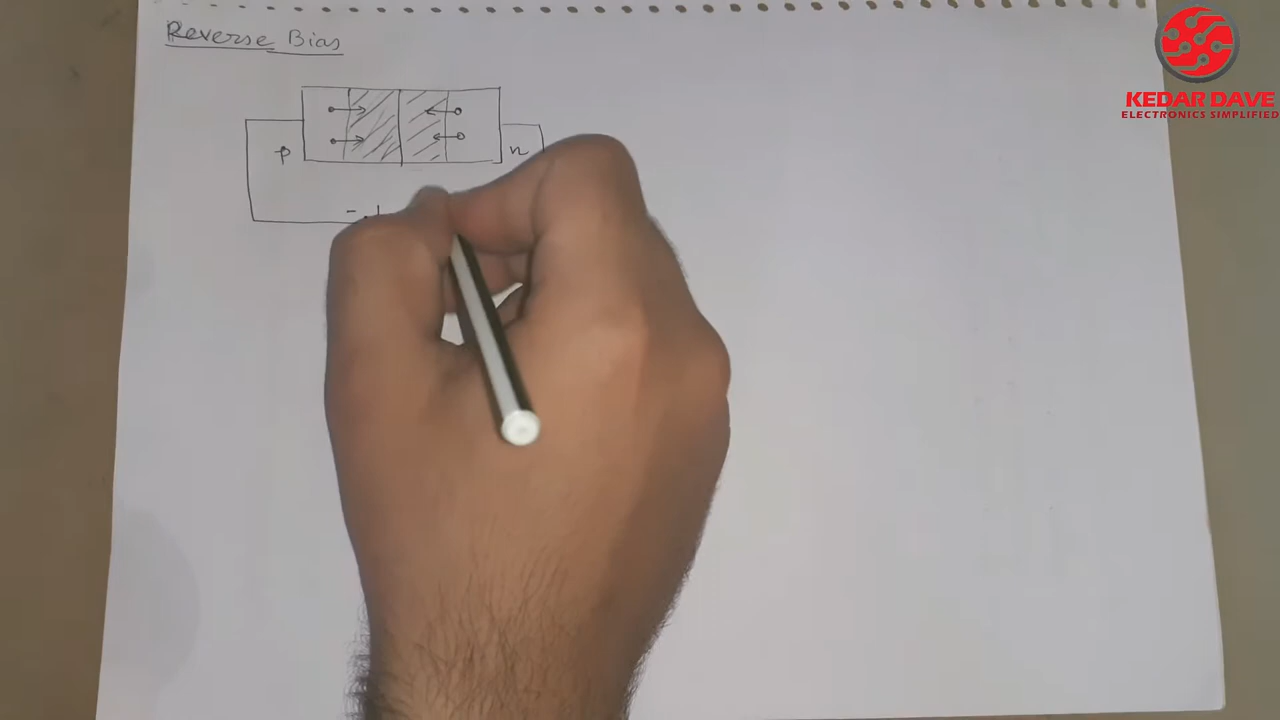 Reverse Bias
KEDAR DAVE
ELECTRONICS SIMPLIFIED
p
n
-